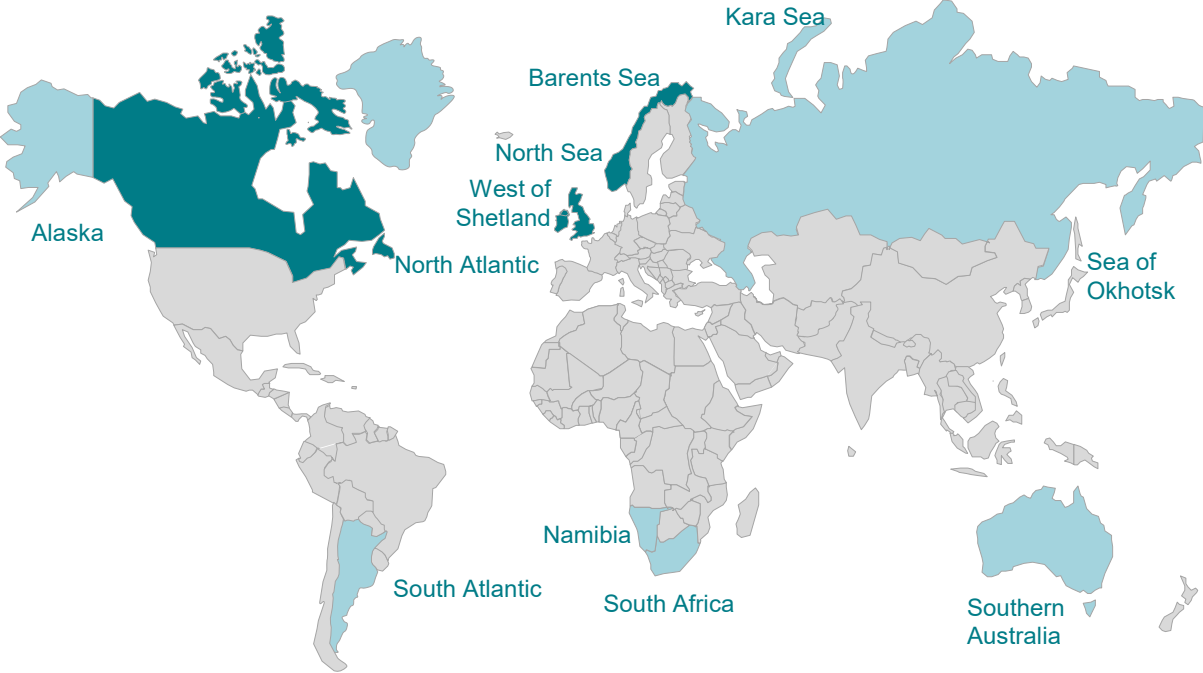 Kara Sea
Barents Sea
North Sea
West of
Shetland
Alaska
North Atlantic
Sea of
Okhotsk
Namibia
South Atlantic
South Africa
Southern
Australia